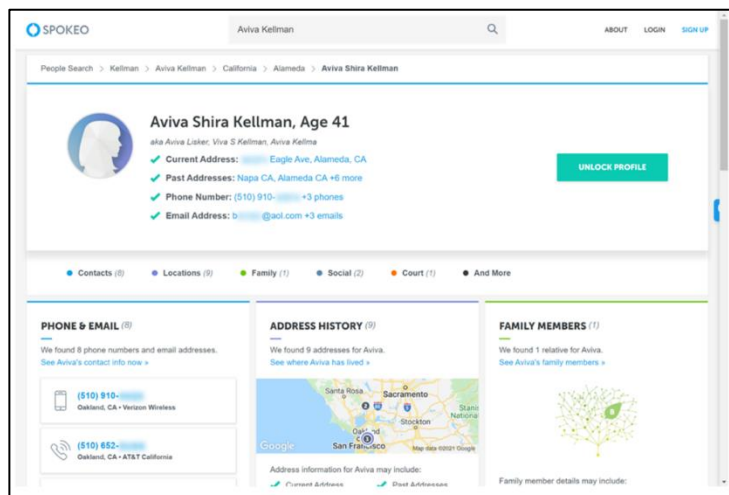 SPOKEO
Aviva Kellman
ABOUT LOGIN SIGN UP
People Search > Kellman > Aviva Kellman > California > Alameda > Aviva Shira Kellman
Aviva Shira Kellman, Age 41
aka Aviva Lisker, Viva S Kellman, Aviva Kellma
Current Address: Eagle Ave, Alameda, CA
Past Addresses: Napa CA, Alameda CA +6 more
Phone Number: (510) 910- +3 phones
Email Address: b @aol.com +3 emails
UNLOCK PROFILE
Contacts (8) Locations (9) Family (1) Social (2) Court (1) And More
PHONE & EMAIL (8)
We found 8 phone numbers and email addresses.
See Aviva's contact info now »
(510) 910-
Oakland, CA • Verizon Wireless
(510) 652-
Oakland, CA • AT&T California
ADDRESS HISTORY (9)
We found 9 addresses for Aviva.
See where Aviva has lived »
Santa Rosa
Sacramento
Stockton
San Francisco
Google
Map data ©2021 Google
Address information for Aviva may include:
Current Address Past Addresses
FAMILY MEMBERS (1)
We found 1 relative for Aviva.
See Aviva's family members »
Family member details may include: